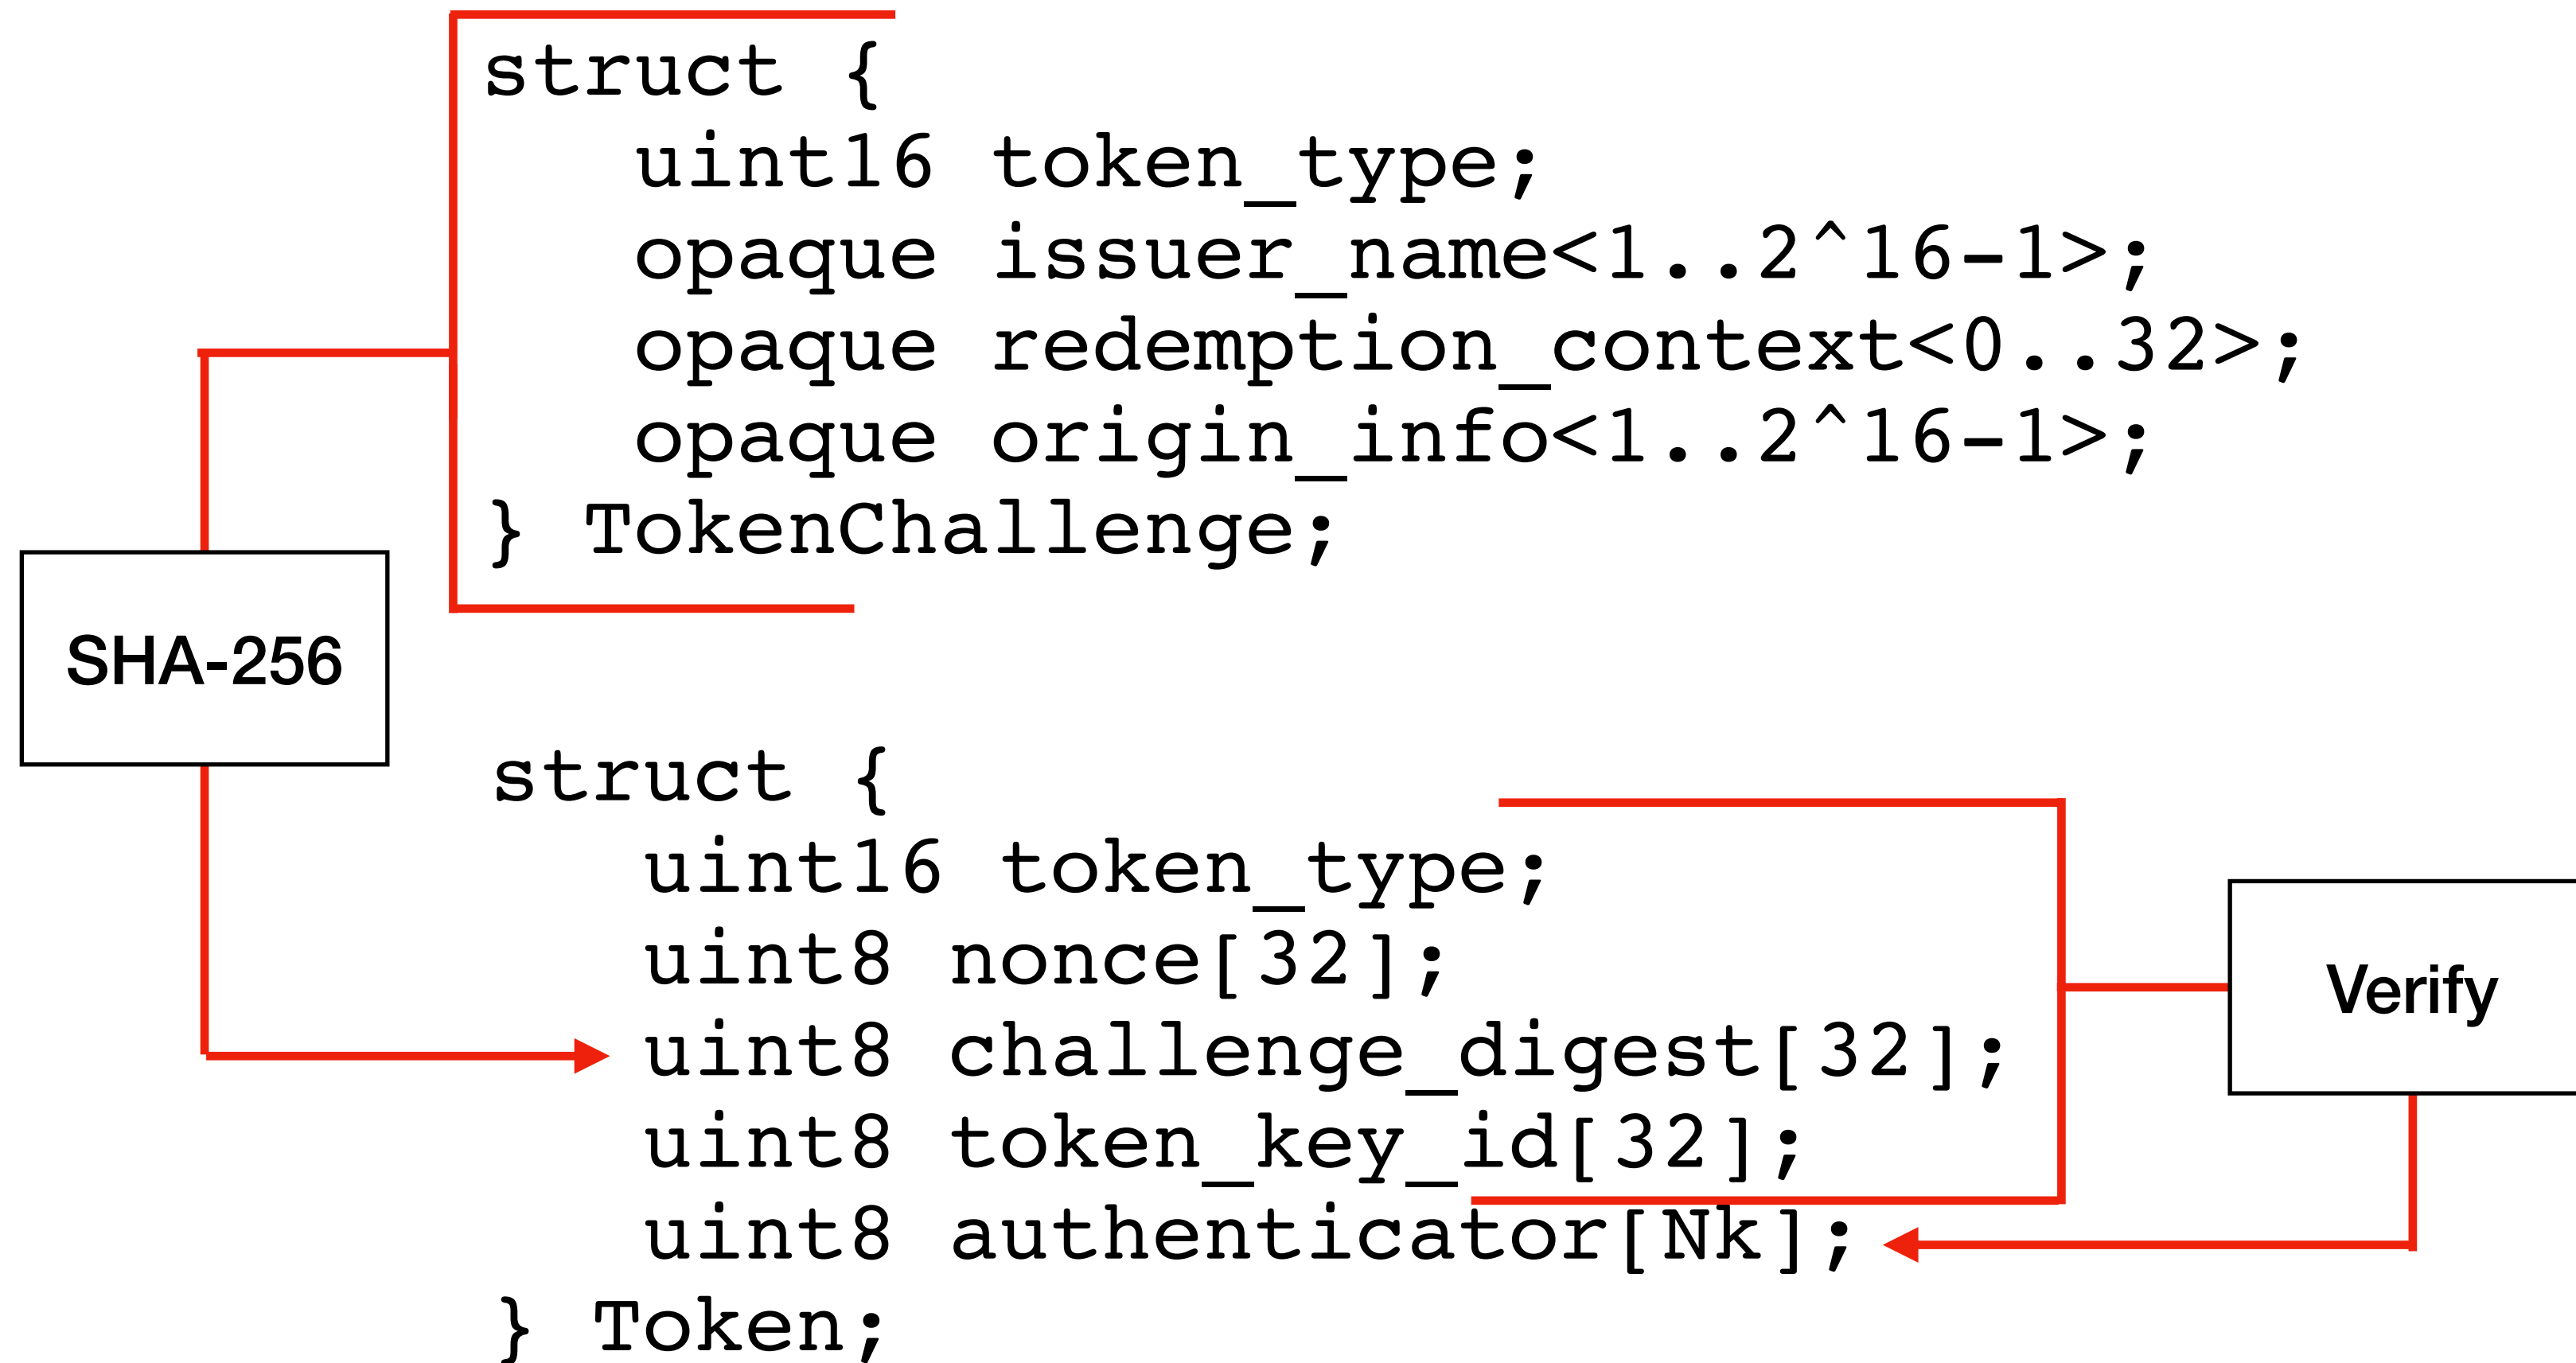 struct {
uint16 token_type;
opaque issuer_name<1..2^16-1>;
opaque redemption_context<0..32>;
opaque origin_info<1..2^16-1>;
} TokenChallenge;
SHA-256
struct {
uint16 token_type;
uint8 nonce[32];
uint8 challenge_digest[32];
uint8 token_key_id[32];
uint8 authenticator[Nk];
} Token;
Verify